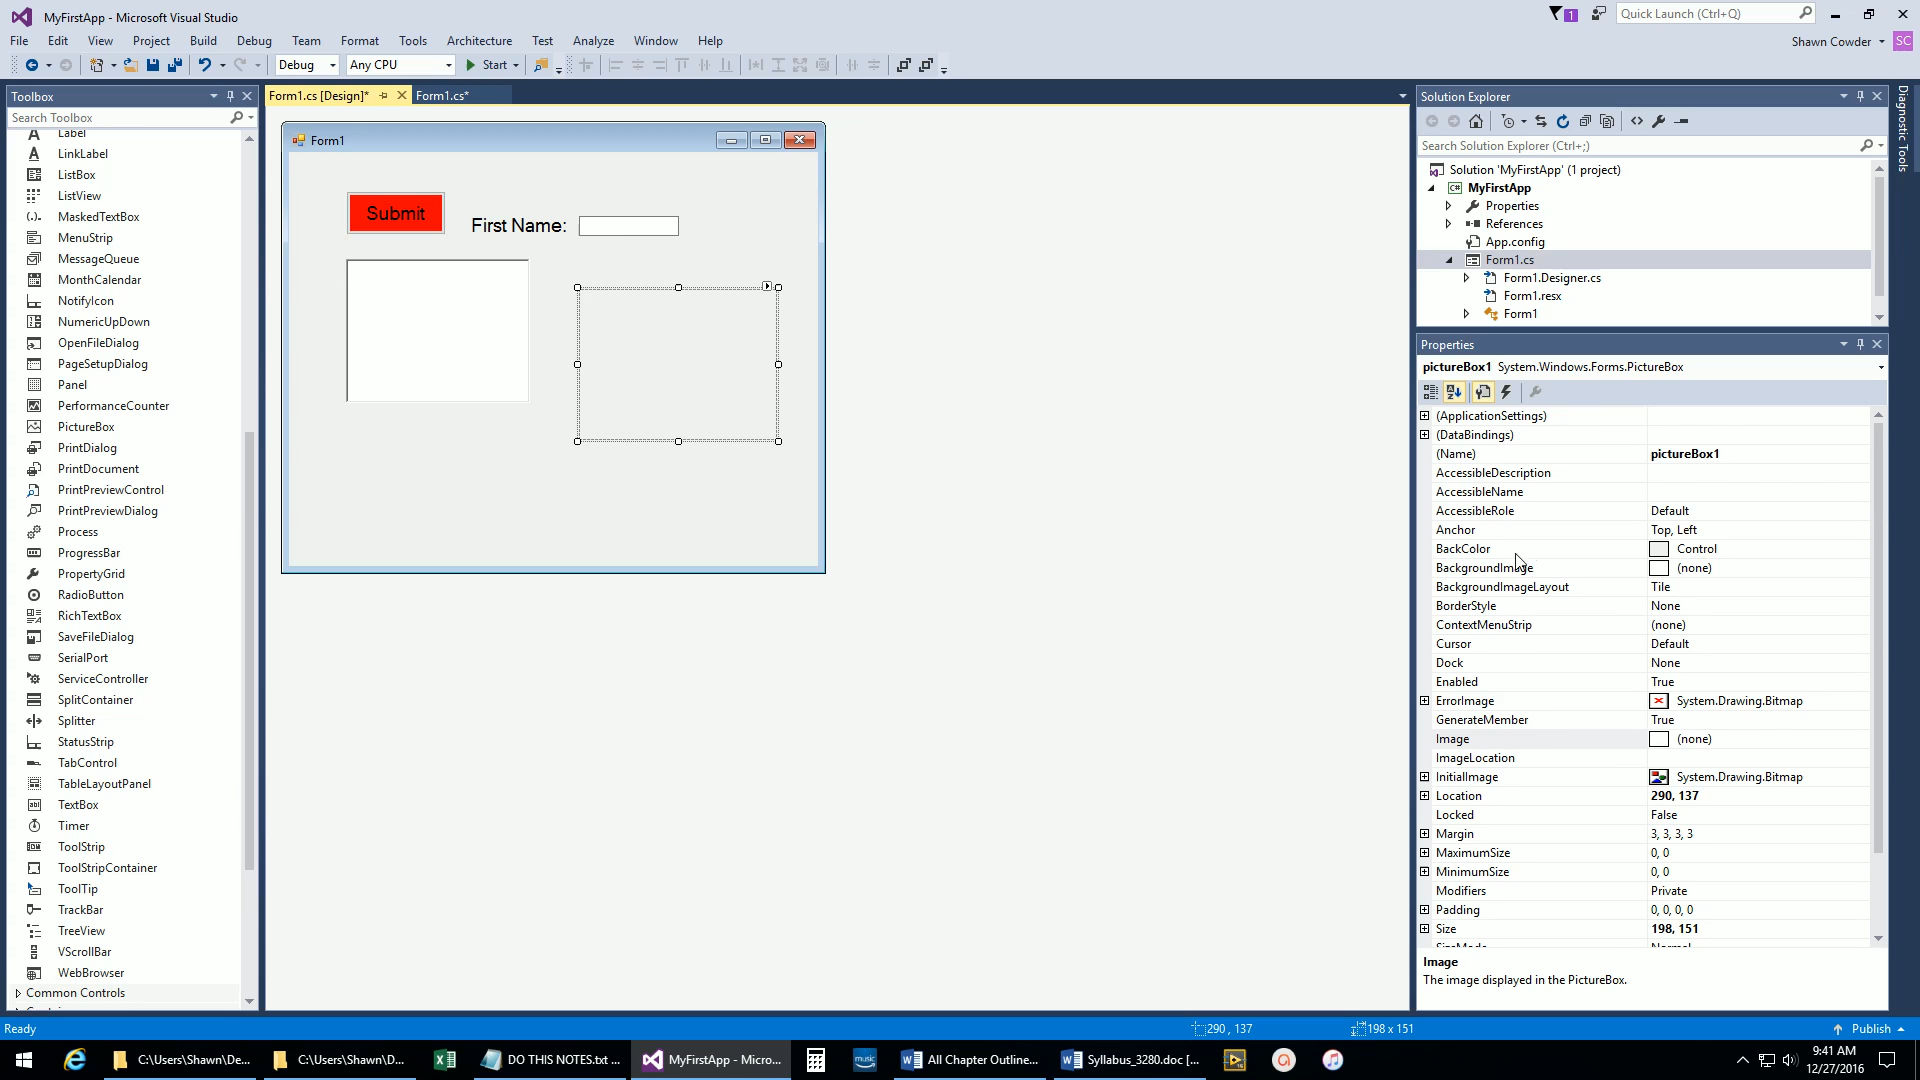 MyFirstApp - Microsoft Visual Studio
1
Quick Launch (Ctrl+Q)
File Edit View Project Build Debug Team Format Tools Architecture Test Analyze Window Help
Shawn Cowder SC
Debug Any CPU Start
Toolbox
Search Toolbox
Label
LinkLabel
ListBox
ListView
MaskedTextBox
MenuStrip
MessageQueue
MonthCalendar
NotifyIcon
NumericUpDown
OpenFileDialog
PageSetupDialog
Panel
PerformanceCounter
PictureBox
PrintDialog
PrintDocument
PrintPreviewControl
PrintPreviewDialog
Process
ProgressBar
PropertyGrid
RadioButton
RichTextBox
SaveFileDialog
SerialPort
ServiceController
SplitContainer
Splitter
StatusStrip
TabControl
TableLayoutPanel
TextBox
Timer
ToolStrip
ToolStripContainer
ToolTip
TrackBar
TreeView
VScrollBar
WebBrowser
Common Controls
Form1.cs [Design]* Form1.cs*
Form1
Submit
First Name:
Solution Explorer
Search Solution Explorer (Ctrl+;)
Solution 'MyFirstApp' (1 project)
MyFirstApp
Properties
References
App.config
Form1.cs
Form1.Designer.cs
Form1.resx
Form1
Diagnostic Tools
Properties
pictureBox1 System.Windows.Forms.PictureBox
(ApplicationSettings)
(DataBindings)
(Name) pictureBox1
AccessibleDescription
AccessibleName
AccessibleRole Default
Anchor Top, Left
BackColor Control
BackgroundImage (none)
BackgroundImageLayout Tile
BorderStyle None
ContextMenuStrip (none)
Cursor Default
Dock None
Enabled True
ErrorImage System.Drawing.Bitmap
GenerateMember True
Image (none)
ImageLocation
InitialImage System.Drawing.Bitmap
Location 290, 137
Locked False
Margin 3, 3, 3, 3
MaximumSize 0, 0
MinimumSize 0, 0
Modifiers Private
Padding 0, 0, 0, 0
Size 198, 151
SizeMode Normal
Image
The image displayed in the PictureBox.
Ready 290 , 137 198 x 151 Publish
C:\Users\Shawn\De... C:\Users\Shawn\D... DO THIS NOTES.txt ... MyFirstApp - Micro... music All Chapter Outline... Syllabus_3280.doc [...
9:41 AM
12/27/2016